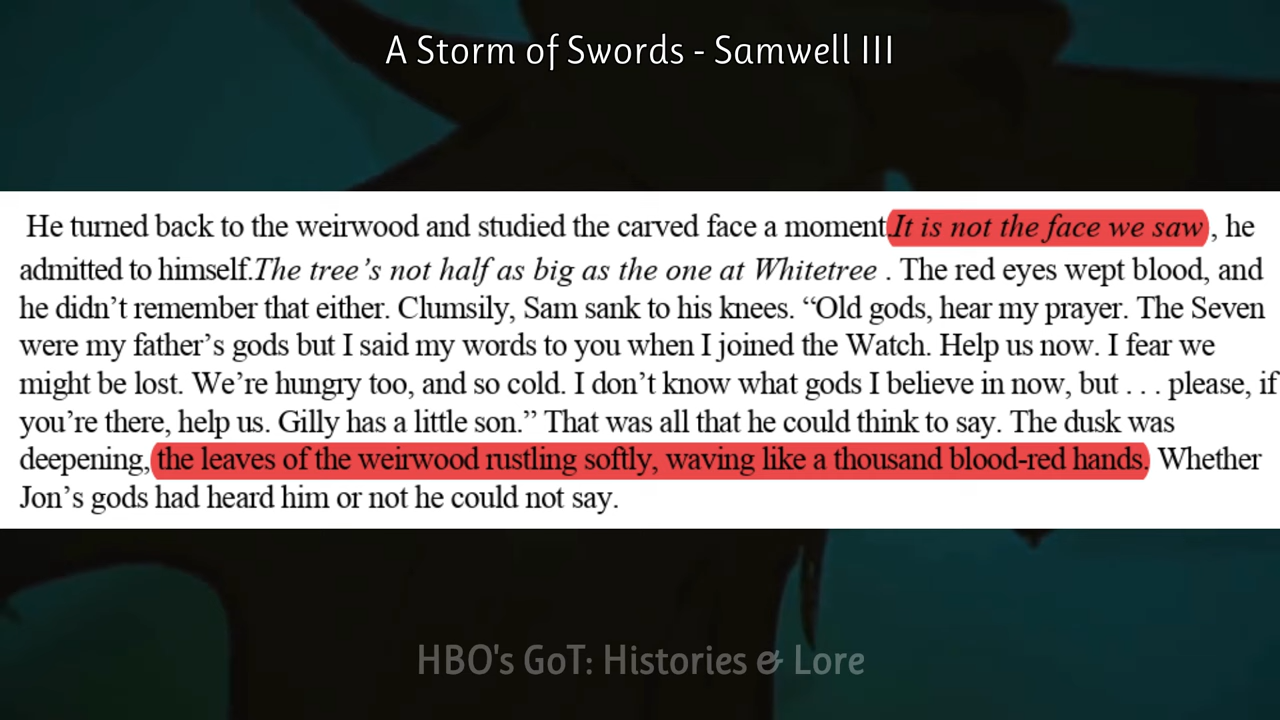 A Storm of Swords - Samwell III
He turned back to the weirwood and studied the carved face a moment.It is not the face we saw , he
admitted to himself.The tree’s not half as big as the one at Whitetree . The red eyes wept blood, and
he didn’t remember that either. Clumsily, Sam sank to his knees. “Old gods, hear my prayer. The Seven
were my father’s gods but I said my words to you when I joined the Watch. Help us now. I fear we
might be lost. We’re hungry too, and so cold. I don’t know what gods I believe in now, but . . . please, if
you’re there, help us. Gilly has a little son.” That was all that he could think to say. The dusk was
deepening, the leaves of the weirwood rustling softly, waving like a thousand blood-red hands. Whether
Jon’s gods had heard him or not he could not say.
HBO's GoT: Histories & Lore